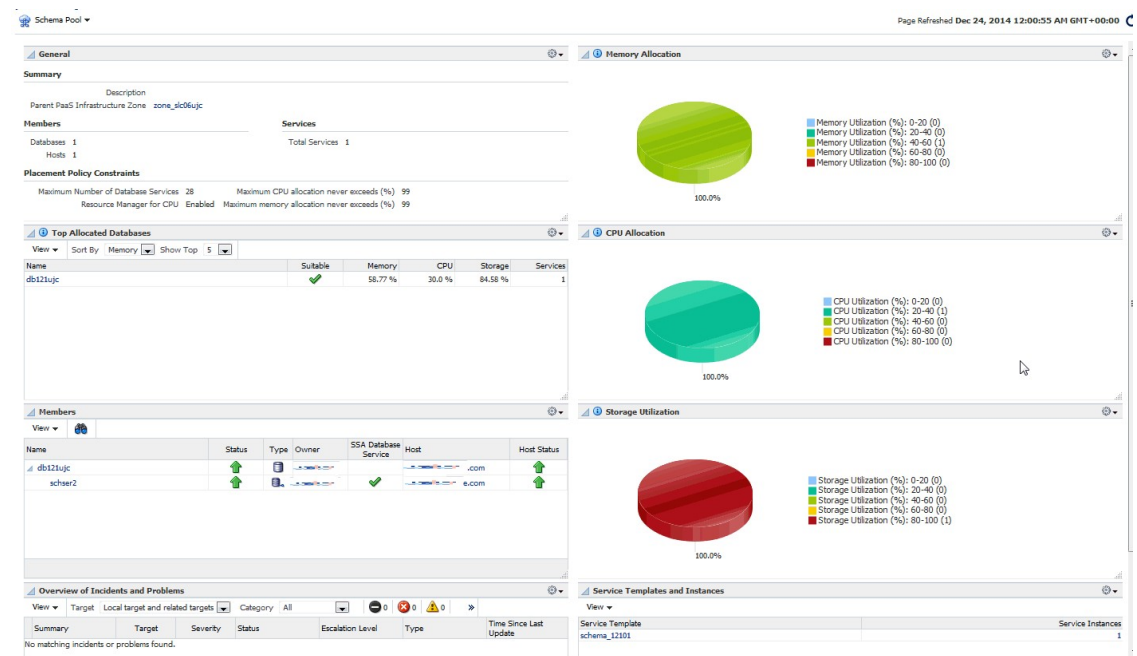 Schema Pool
Page Refreshed Dec 24, 2014 12:00:55 AM GMT+00:00
General
Summary
Description
Parent PaaS Infrastructure Zone zone_slc06ujc
Members
Services
Databases 1
Total Services 1
Hosts 1
Placement Policy Constraints
Maximum Number of Database Services 28 Maximum CPU allocation never exceeds (%) 99
Resource Manager for CPU Enabled Maximum memory allocation never exceeds (%) 99
Memory Allocation
Memory Utilization (%): 0-20 (0)
Memory Utilization (%): 20-40 (0)
Memory Utilization (%): 40-60 (1)
Memory Utilization (%): 60-80 (0)
Memory Utilization (%): 80-100 (0)
100.0%
Top Allocated Databases
View Sort By Memory Show Top 5
Name Suitable Memory CPU Storage Services
db121ujc 58.77 % 30.0 % 84.58 % 1
CPU Allocation
CPU Utilization (%): 0-20 (0)
CPU Utilization (%): 20-40 (1)
CPU Utilization (%): 40-60 (0)
CPU Utilization (%): 60-80 (0)
CPU Utilization (%): 80-100 (0)
100.0%
Members
View
Name Status Type Owner SSA Database Service Host Host Status
db121ujc .com
schser2 e.com
Storage Utilization
Storage Utilization (%): 0-20 (0)
Storage Utilization (%): 20-40 (0)
Storage Utilization (%): 40-60 (0)
Storage Utilization (%): 60-80 (0)
Storage Utilization (%): 80-100 (1)
100.0%
Overview of Incidents and Problems
View Target Local target and related targets Category All 0 0 0 »
Summary Target Severity Status Escalation Level Type Time Since Last Update
No matching incidents or problems found.
Service Templates and Instances
View
Service Template Service Instances
schema_12101 1